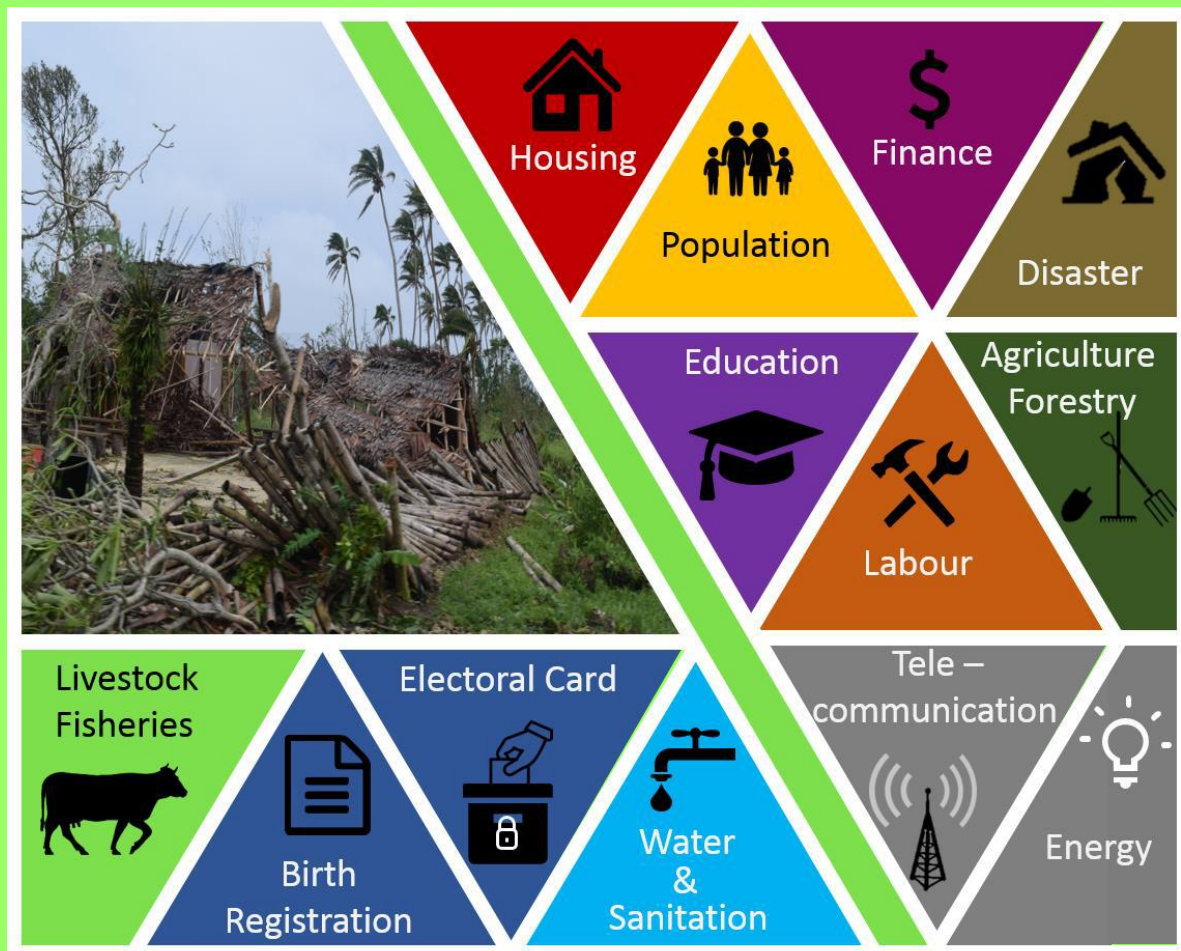 Housing
Population
$
Finance
Disaster
Education
Labour
Agriculture
Forestry
Livestock
Fisheries
Birth
Registration
Electoral Card
Water
&
Sanitation
Tele –
communication
Energy